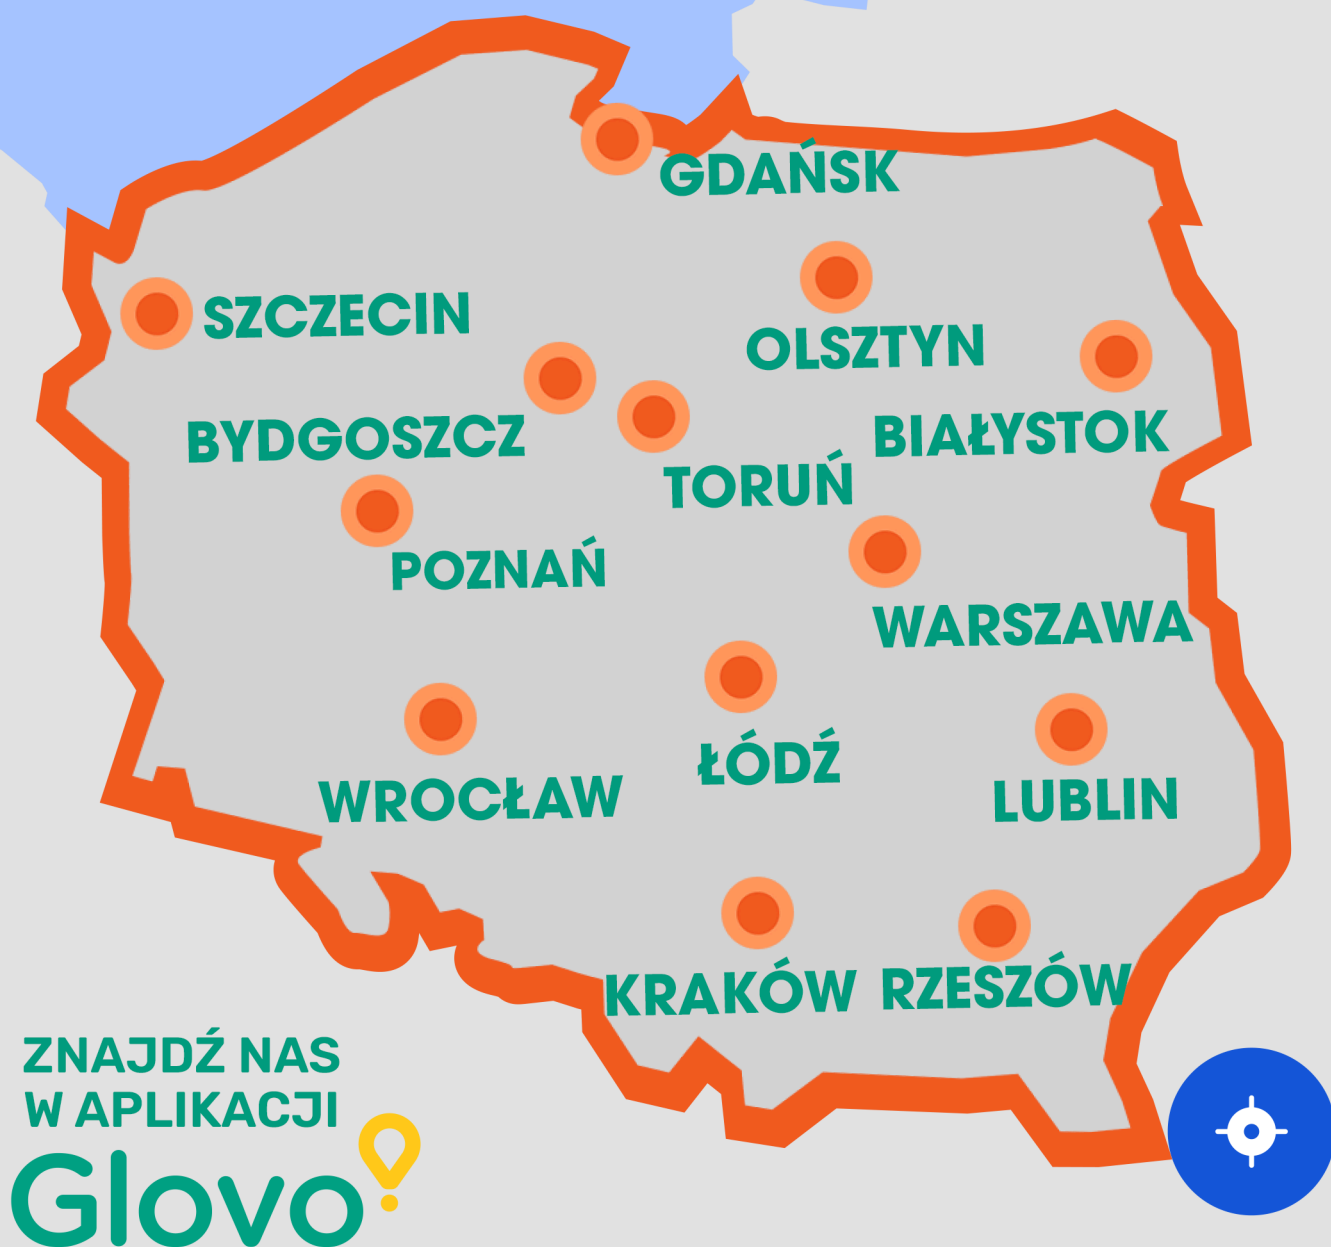 GDAŃSK
SZCZECIN
OLSZTYN
BYDGOSZCZ
BIAŁYSTOK
TORUŃ
POZNAŃ
WARSZAWA
ŁÓDŹ
WROCŁAW
LUBLIN
KRAKÓW
RZESZÓW
ZNAJDŹ NAS
W APLIKACJI
Glovo